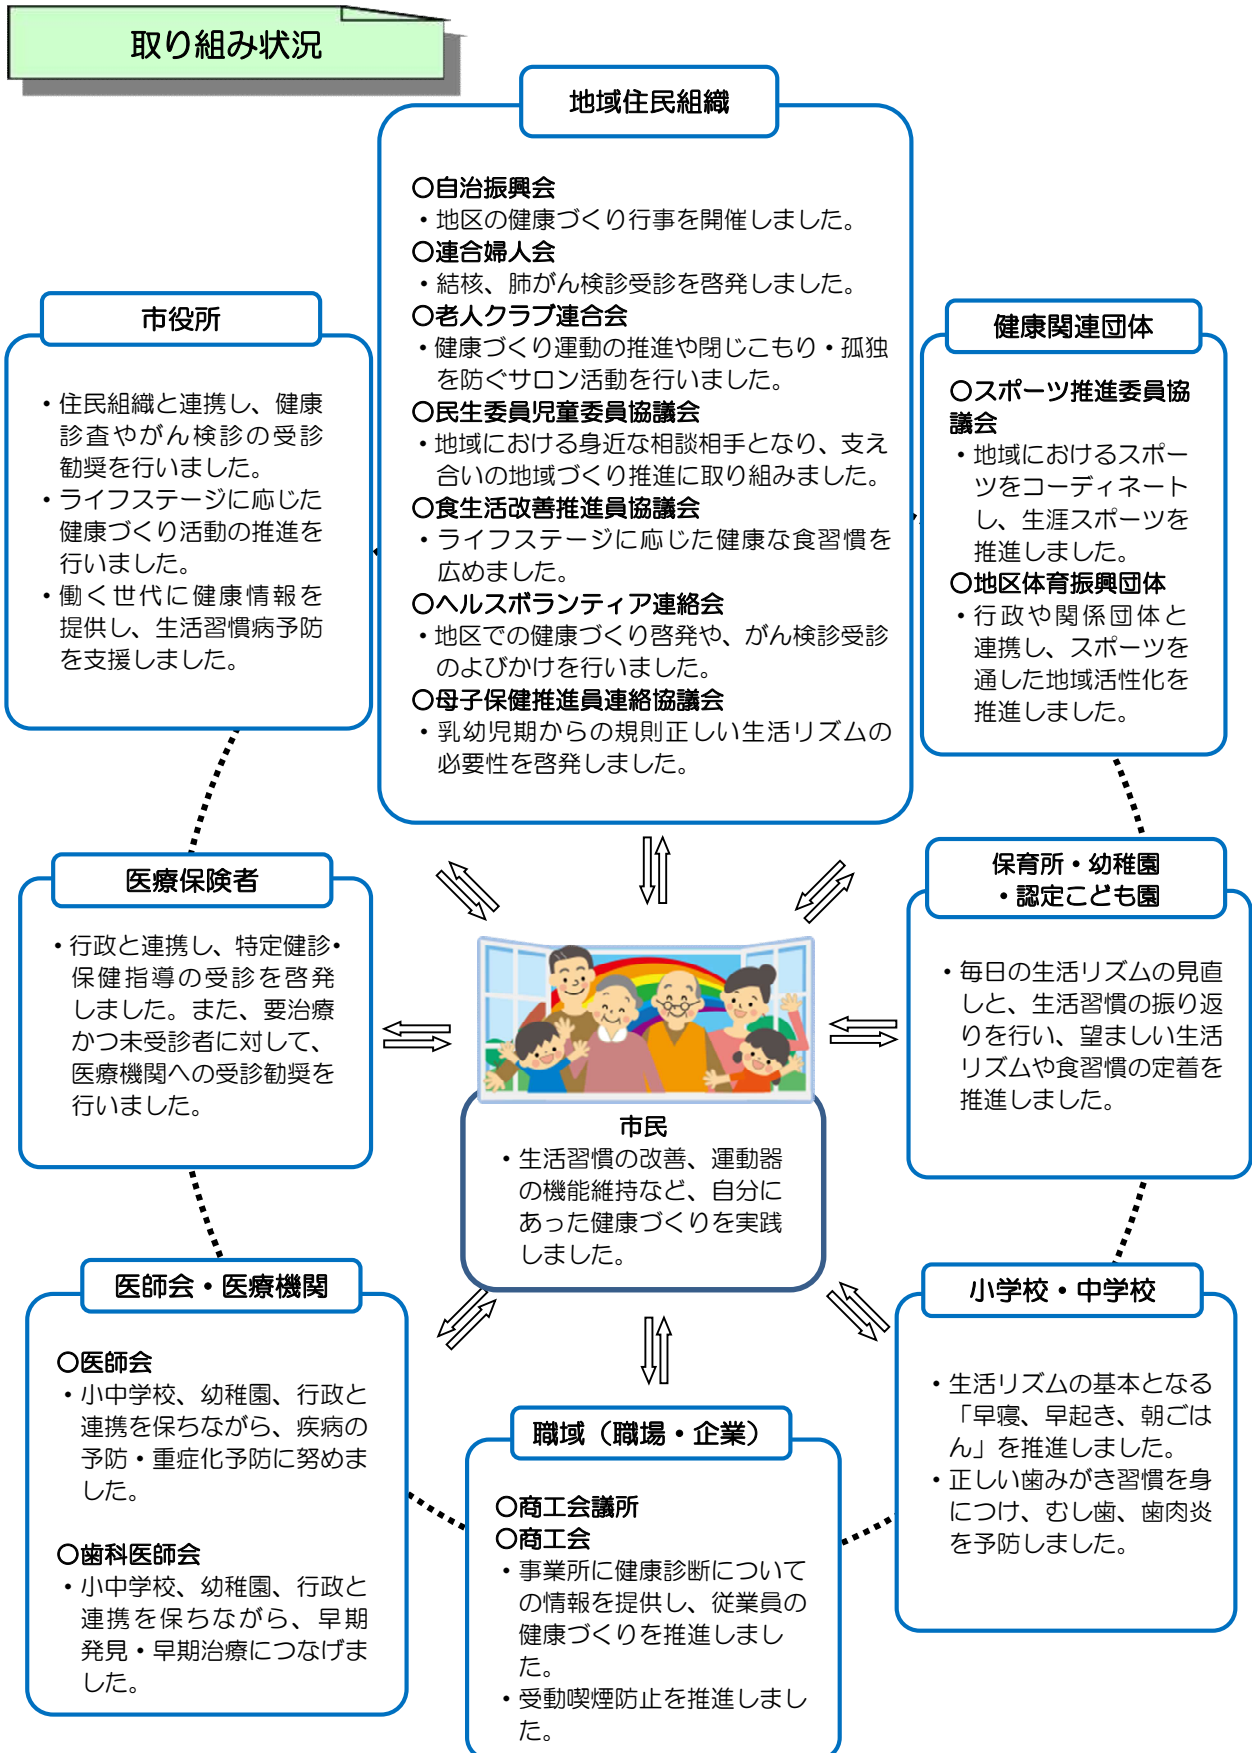 取り組み状況
地域住民組織
〇自治振興会
・地区の健康づくり行事を開催しました。
〇連合婦人会
・結核、肺がん検診受診を啓発しました。
〇老人クラブ連合会
・健康づくり運動の推進や閉じこもり・孤独
を防ぐサロン活動を行いました。
〇民生委員児童委員協議会
・地域における身近な相談相手となり、支え
合いの地域づくり推進に取り組みました。
〇食生活改善推進員協議会
・ライフステージに応じた健康な食習慣を
広めました。
〇ヘルスボランティア連絡会
・地区での健康づくり啓発や、がん検診受診
のよびかけを行いました。
〇母子保健推進員連絡協議会
・乳幼児期からの規則正しい生活リズムの
必要性を啓発しました。
市役所
・住民組織と連携し、健康
診査やがん検診の受診
勧奨を行いました。
・ライフステージに応じた
健康づくり活動の推進を
行いました。
・働く世代に健康情報を
提供し、生活習慣病予防
を支援しました。
健康関連団体
〇スポーツ推進委員協
議会
・地域におけるスポー
ツをコーディネート
し、生涯スポーツを
推進しました。
〇地区体育振興団体
・行政や関係団体と
連携し、スポーツを
通した地域活性化を
推進しました。
医療保険者
・行政と連携し、特定健診・
保健指導の受診を啓発
しました。また、要治療
かつ未受診者に対して、
医療機関への受診勧奨を
行いました。
保育所・幼稚園
・認定こども園
・毎日の生活リズムの見直
しと、生活習慣の振り返
りを行い、望ましい生活
リズムや食習慣の定着を
推進しました。
市民
・生活習慣の改善、運動器
の機能維持など、自分に
あった健康づくりを実践
しました。
医師会・医療機関
〇医師会
・小中学校、幼稚園、行政と
連携を保ちながら、疾病の
予防・重症化予防に努めま
した。
〇歯科医師会
・小中学校、幼稚園、行政と
連携を保ちながら、早期
発見・早期治療につなげま
した。
職域（職場・企業）
〇商工会議所
〇商工会
・事業所に健康診断について
の情報を提供し、従業員の
健康づくりを推進しまし
た。
・受動喫煙防止を推進しまし
た。
小学校・中学校
・生活リズムの基本となる
「早寝、早起き、朝ごは
ん」を推進しました。
・正しい歯みがき習慣を身
につけ、むし歯、歯肉炎
を予防しました。